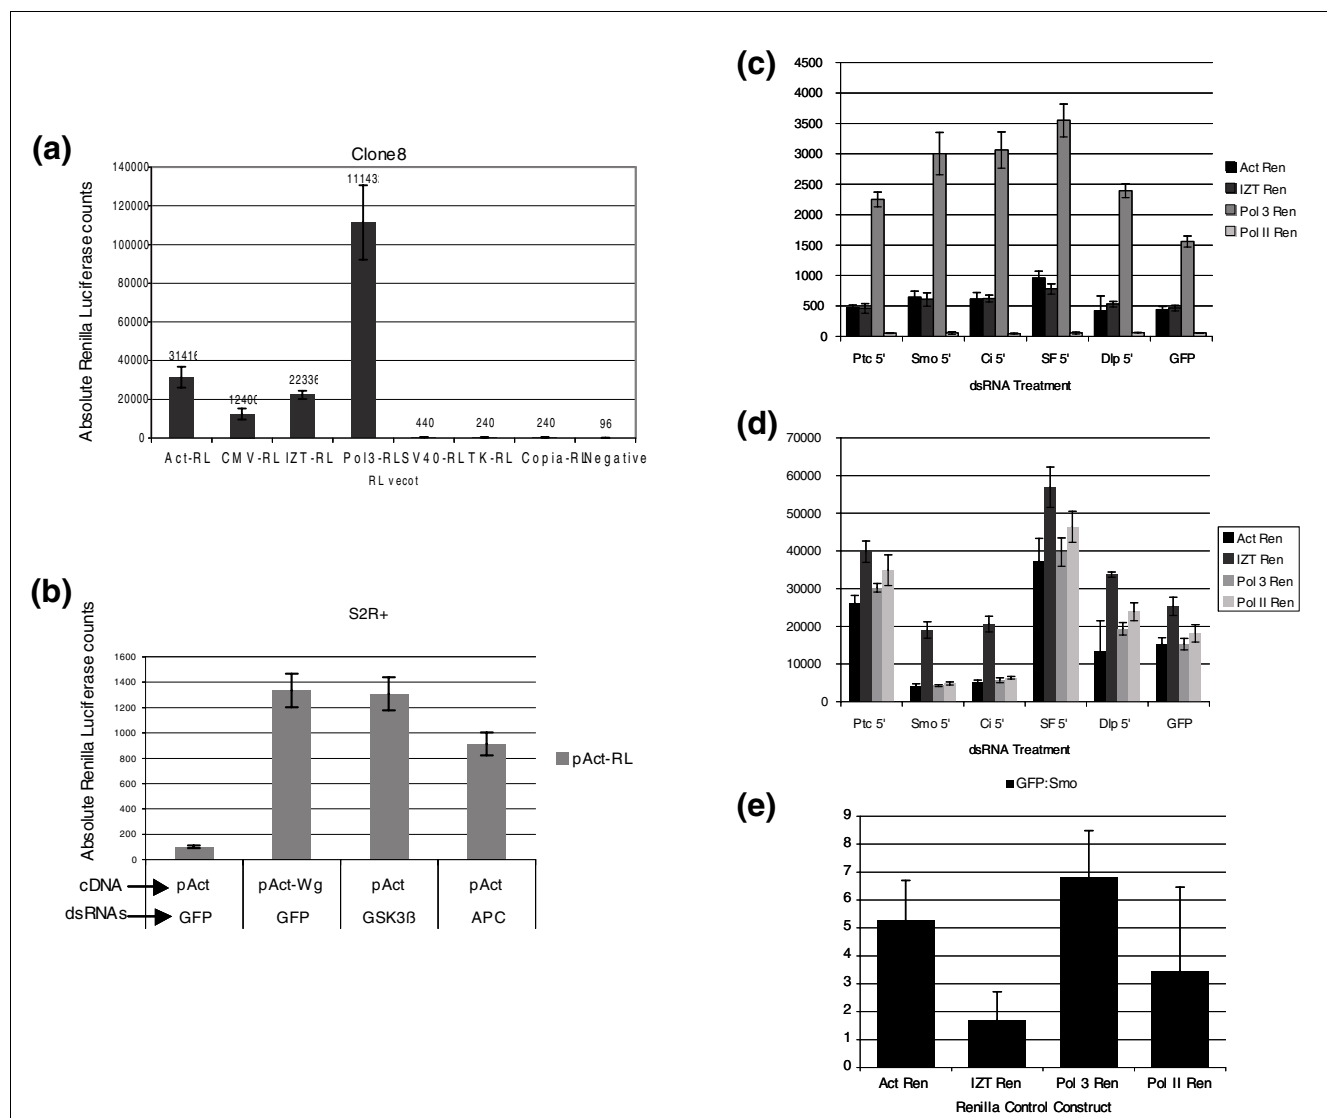 (a)
Clone8
Absolute Renilla Luciferase counts
140000
120000
100000
80000
60000
40000
20000
0
31416
12400
22336
11143
440
240
240
96
Act-RL CMV-RL IZT-RL Pol3-RL SV40-RL TK-RL Copia-RL Negative
RL vecot
(b)
S2R+
Absolute Renilla Luciferase counts
1600
1400
1200
1000
800
600
400
200
0
pAct-RL
cDNA pAct pAct-Wg pAct pAct
dsRNAs GFP GFP GSK3ß APC
(c)
4500
4000
3500
3000
2500
2000
1500
1000
500
0
Ptc 5' Smo 5' Ci 5' SF 5' Dlp 5' GFP
dsRNA Treatment
Act Ren
IZT Ren
Pol 3 Ren
Pol II Ren
(d)
70000
60000
50000
40000
30000
20000
10000
0
Ptc 5' Smo 5' Ci 5' SF 5' Dlp 5' GFP
dsRNA Treatment
Act Ren
IZT Ren
Pol 3 Ren
Pol II Ren
(e)
GFP:Smo
9
8
7
6
5
4
3
2
1
0
Act Ren IZT Ren Pol 3 Ren Pol II Ren
Renilla Control Construct